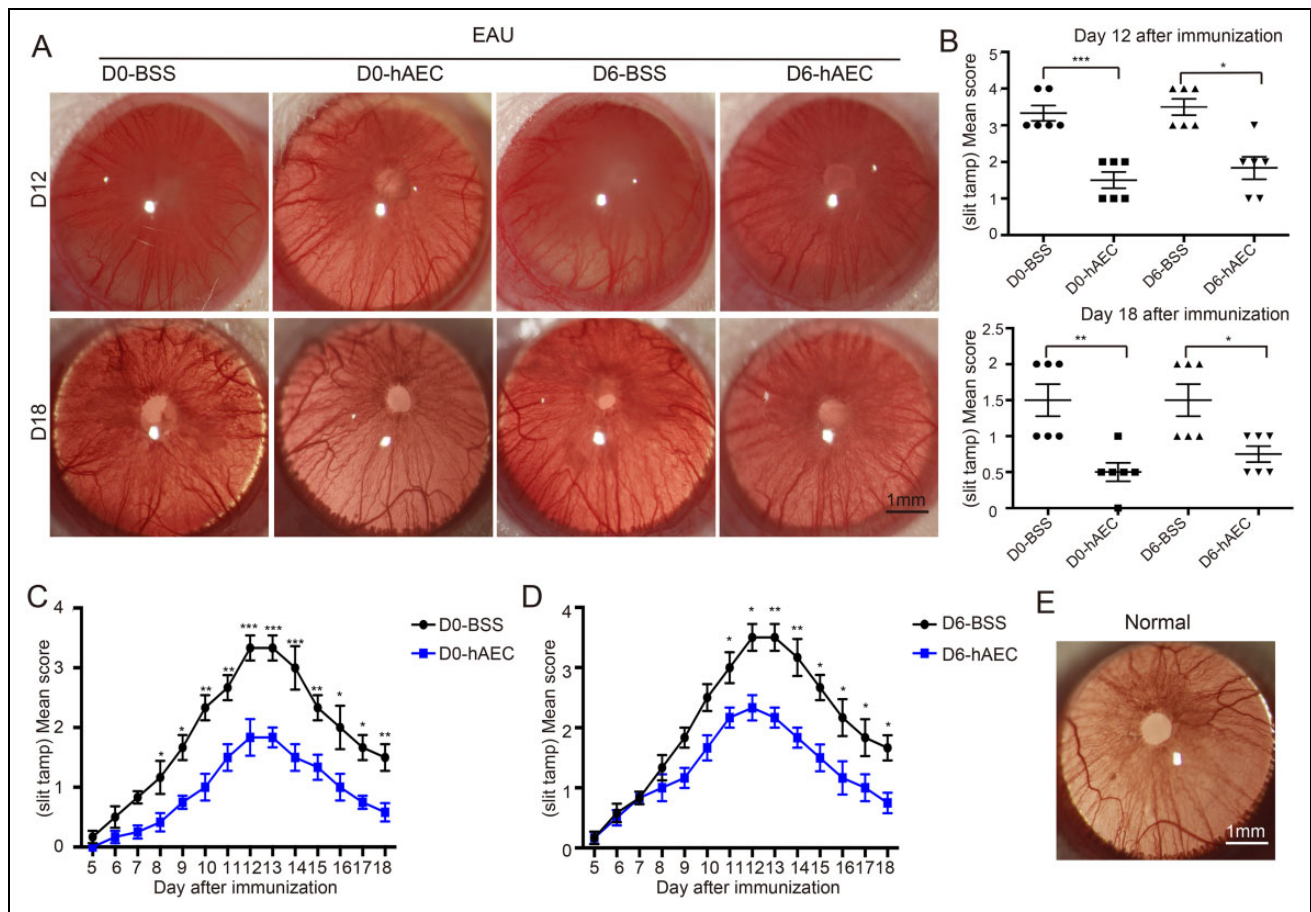 A
EAU
D0-BSS D0-hAEC D6-BSS D6-hAEC
D12
D18
1mm
B
Day 12 after immunization
(slit tamp) Mean score
5
4
3
2
1
0
*** *
D0-BSS D0-hAEC D6-BSS D6-hAEC
Day 18 after immunization
(slit tamp) Mean score
2.5
2
1.5
1
0.5
0
** *
D0-BSS D0-hAEC D6-BSS D6-hAEC
C
(slit tamp) Mean score
4
3
2
1
0
* * ** ** *** *** *** ** * * **
D0-BSS
D0-hAEC
5 6 7 8 9 10 11 12 13 14 15 16 17 18
Day after immunization
D
(slit tamp) Mean score
4
3
2
1
0
* * ** ** * * * *
D6-BSS
D6-hAEC
5 6 7 8 9 10 11 12 13 14 15 16 17 18
Day after immunization
E
Normal
1mm